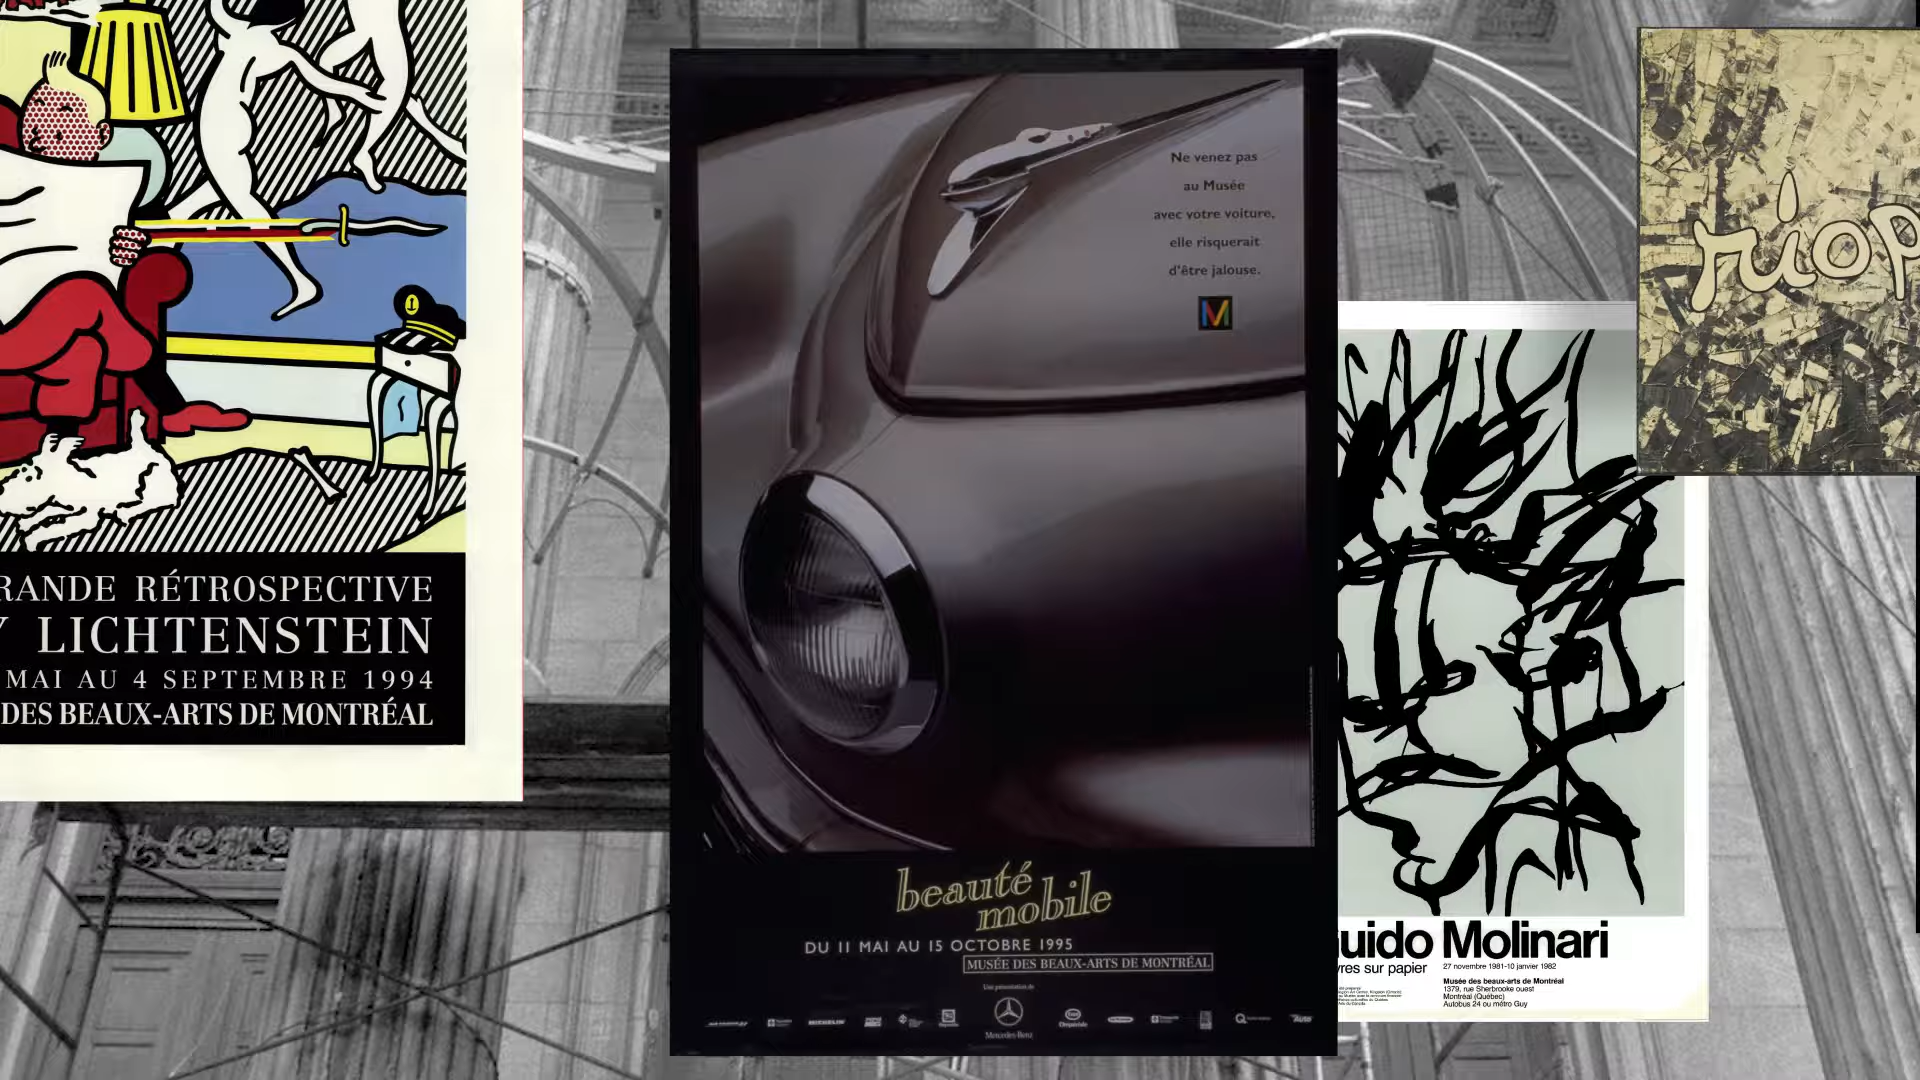 RANDE RÉTROSPECTIVE
Y LICHTENSTEIN
MAI AU 4 SEPTEMBRE 1994
DES BEAUX-ARTS DE MONTRÉAL
Ne venez pas
au Musée
avec votre voiture,
elle risquerait
d'être jalouse.
M
beauté
mobile
DU 11 MAI AU 15 OCTOBRE 1995
MUSÉE DES BEAUX-ARTS DE MONTRÉAL
Une présentation de
Mercedes-Benz
MICHELIN
riop
uido Molinari
vres sur papier
27 novembre 1981-10 janvier 1982
Musée des beaux-arts de Montréal
1379, rue Sherbrooke ouest
Montréal (Québec)
Autobus 24 ou métro Guy